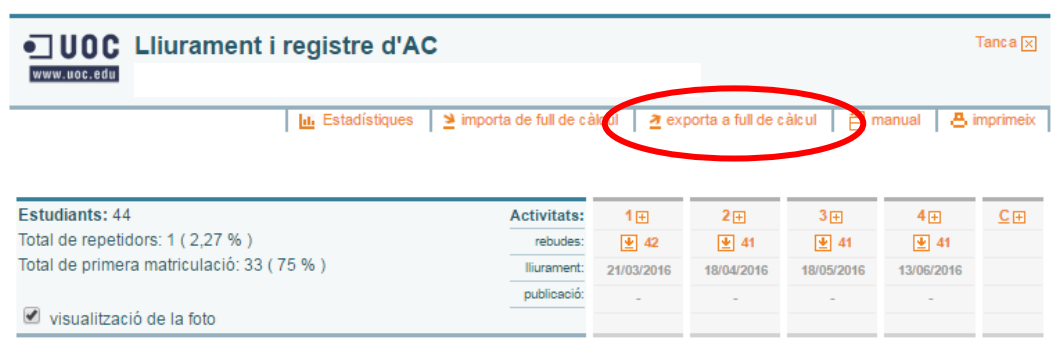 UOC Lliurament i registre d'AC Tanca
www.uoc.edu
Estadístiques importa de full de càlcul exporta a full de càlcul manual imprimeix
Estudiants: 44 Activitats: 1 2 3 4 C
Total de repetidors: 1 ( 2,27 % ) rebudes: 42 41 41 41
Total de primera matriculació: 33 ( 75 % ) lliurament: 21/03/2016 18/04/2016 18/05/2016 13/06/2016
publicació: - - - -
visualització de la foto